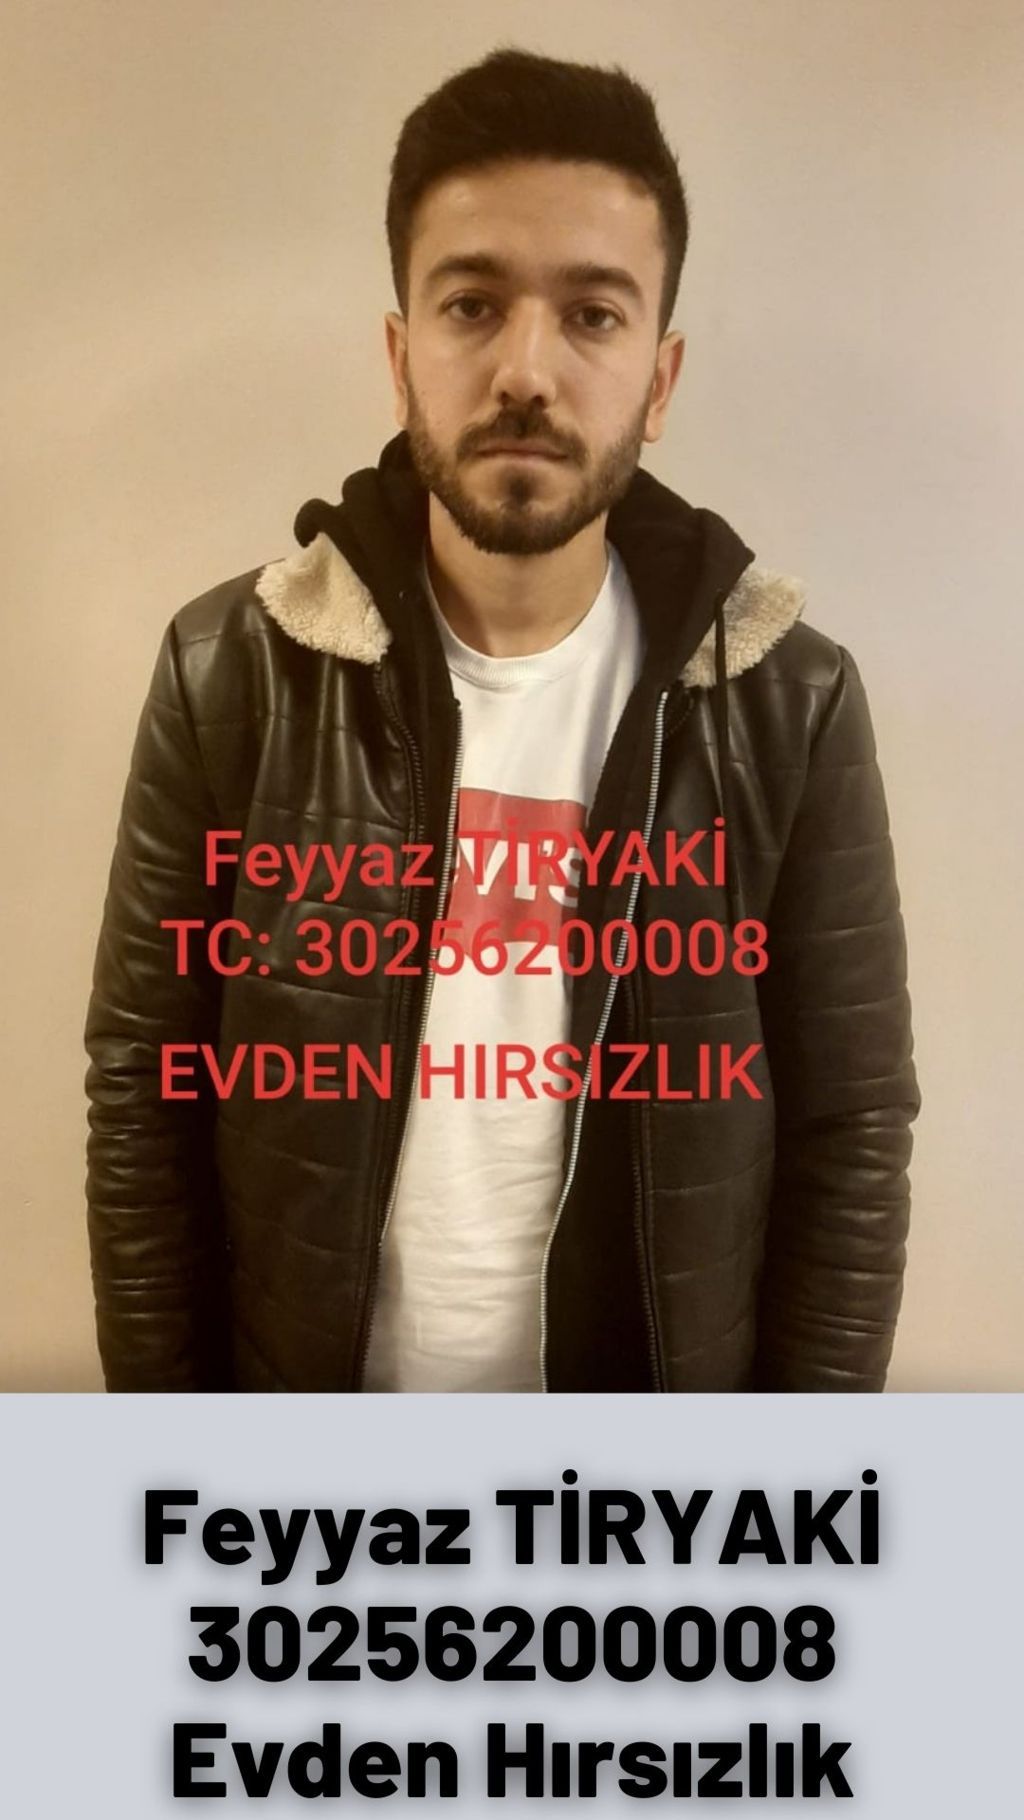 Feyyaz TİRYAKİ
TC: 30256200008
EVDEN HIRSIZLIK
Feyyaz TİRYAKİ
30256200008
Evden Hırsızlık